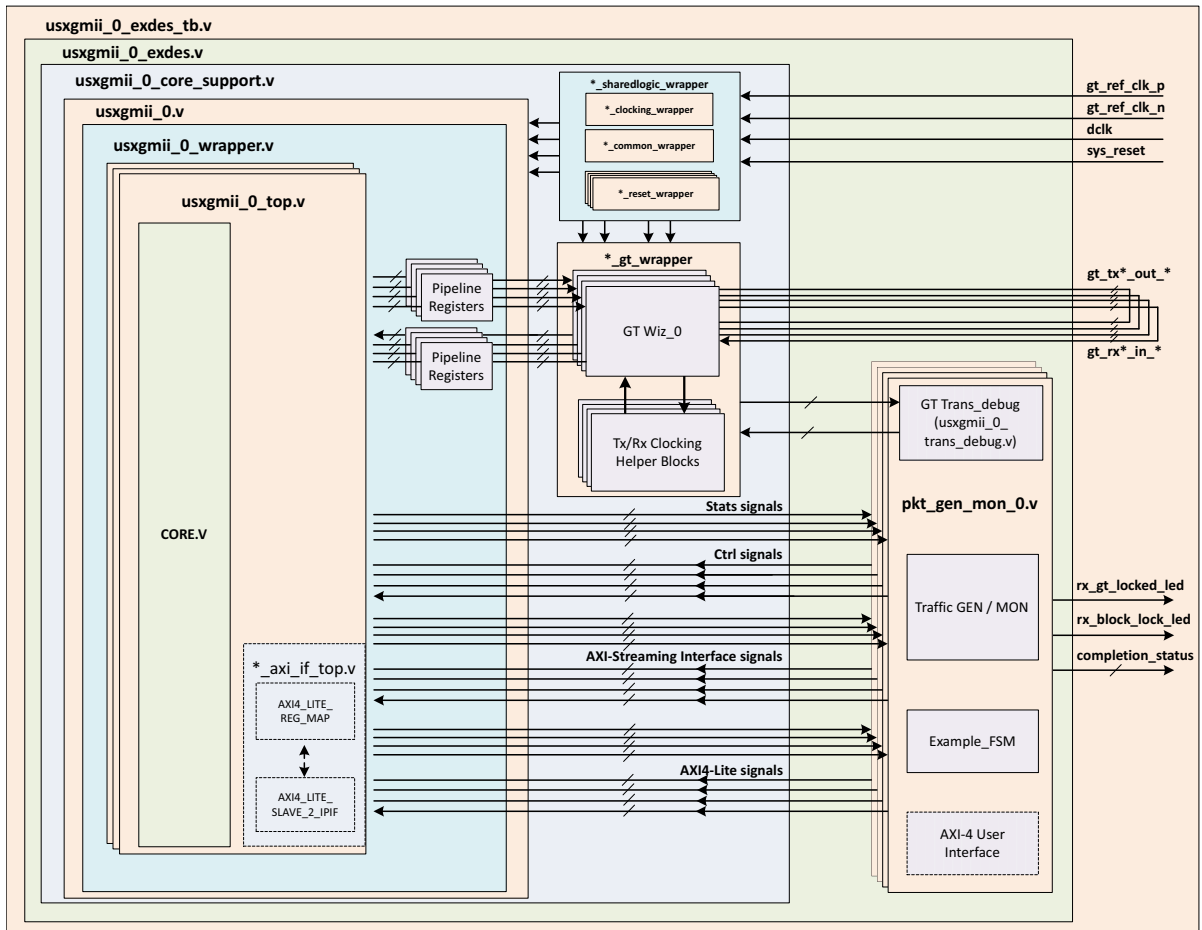 usxgmii_0_exdes_tb.v
usxgmii_0_exdes.v
usxgmii_0_core_support.v
usxgmii_0.v
usxgmii_0_wrapper.v
usxgmii_0_top.v
CORE.V
*_axi_if_top.v
AXI4_LITE_
REG_MAP
AXI4_LITE_
SLAVE_2_IPIF
*_sharedlogic_wrapper
*_clocking_wrapper
*_common_wrapper
*_reset_wrapper
gt_ref_clk_p
gt_ref_clk_n
dclk
sys_reset
*_gt_wrapper
Pipeline
Registers
Pipeline
Registers
GT Wiz_0
Tx/Rx Clocking
Helper Blocks
gt_tx*_out_*
gt_rx*_in_*
GT Trans_debug
(usxgmii_0_
trans_debug.v)
pkt_gen_mon_0.v
Stats signals
Ctrl signals
AXI-Streaming Interface signals
AXI4-Lite signals
Traffic GEN / MON
Example_FSM
AXI-4 User
Interface
rx_gt_locked_led
rx_block_lock_led
completion_status